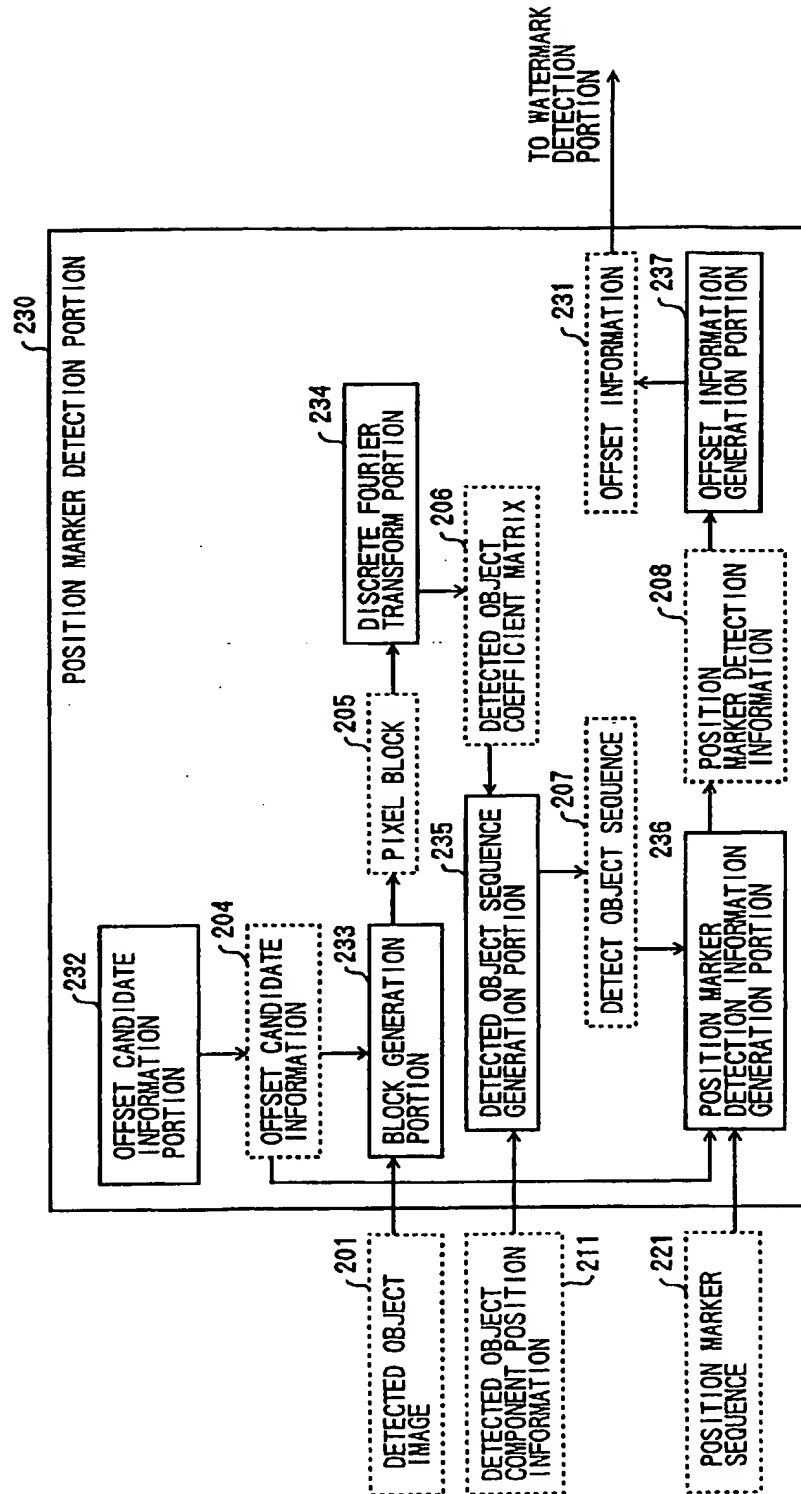 230
POSITION MARKER DETECTION PORTION
232
OFFSET CANDIDATE
INFORMATION
PORTION
204
OFFSET CANDIDATE
INFORMATION
201
DETECTED OBJECT
IMAGE
233
BLOCK GENERATION
PORTION
205
PIXEL BLOCK
234
DISCRETE FOURIER
TRANSFORM PORTION
206
DETECTED OBJECT
COEFFICIENT MATRIX
211
DETECTED OBJECT
COMPONENT POSITION
INFORMATION
235
DETECTED OBJECT SEQUENCE
GENERATION PORTION
207
DETECT OBJECT SEQUENCE
221
POSITION MARKER
SEQUENCE
236
POSITION MARKER
DETECTION INFORMATION
GENERATION PORTION
208
POSITION
MARKER DETECTION
INFORMATION
237
OFFSET INFORMATION
GENERATION PORTION
231
OFFSET INFORMATION
TO WATERMARK
DETECTION
PORTION